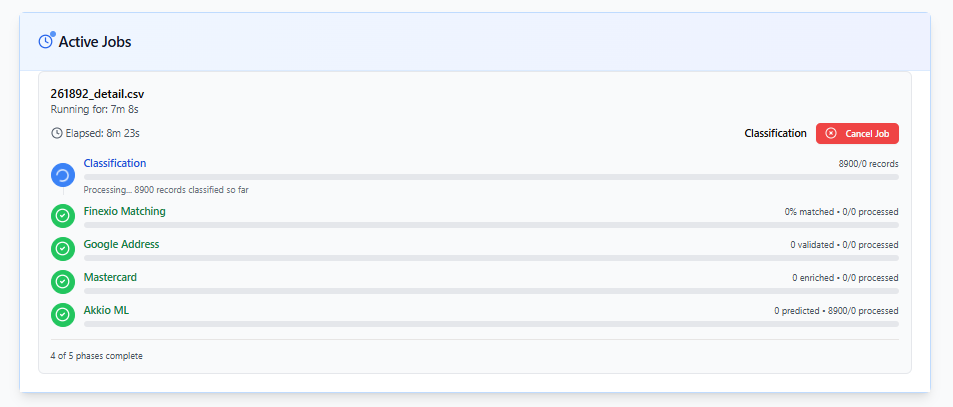 Active Jobs
261892_detail.csv
Running for: 7m 8s
Elapsed: 8m 23s
Classification
Cancel Job
Classification
8900/0 records
Processing... 8900 records classified so far
Finexio Matching
0% matched • 0/0 processed
Google Address
0 validated • 0/0 processed
Mastercard
0 enriched • 0/0 processed
Akkio ML
0 predicted • 8900/0 processed
4 of 5 phases complete